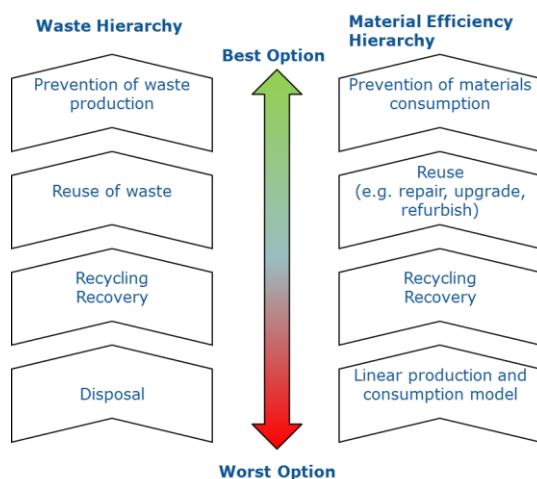 Waste Hierarchy
Prevention of waste
production
Reuse of waste
Recycling
Recovery
Disposal
Best Option
Worst Option
Material Efficiency
Hierarchy
Prevention of materials
consumption
Reuse
(e.g. repair, upgrade,
refurbish)
Recycling
Recovery
Linear production and
consumption model